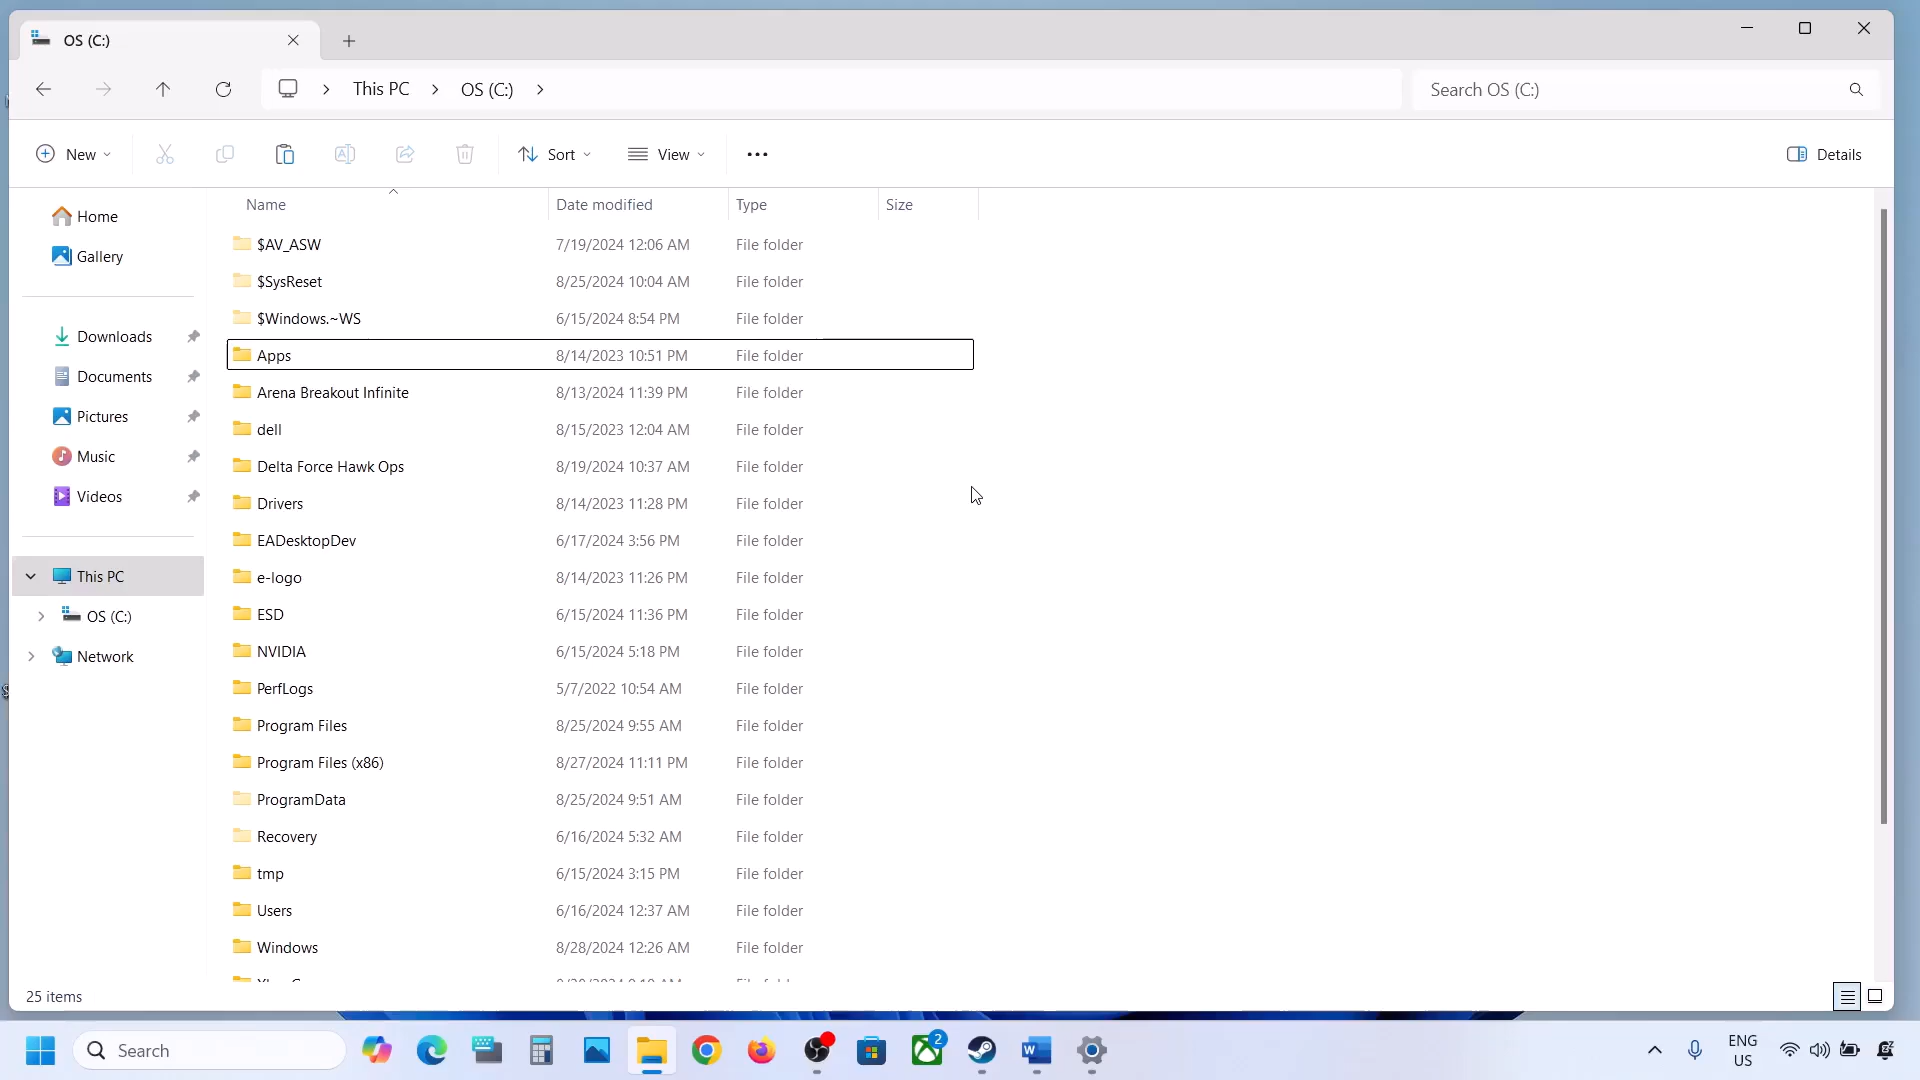 OS (C:)
This PC OS (C:)
Search OS (C:)
New Sort View ••• Details
Name Date modified Type Size
Home
Gallery
Downloads
Documents
Pictures
Music
Videos
This PC
OS (C:)
Network
$AV_ASW 7/19/2024 12:06 AM File folder
$SysReset 8/25/2024 10:04 AM File folder
$Windows.~WS 6/15/2024 8:54 PM File folder
Apps 8/14/2023 10:51 PM File folder
Arena Breakout Infinite 8/13/2024 11:39 PM File folder
dell 8/15/2023 12:04 AM File folder
Delta Force Hawk Ops 8/19/2024 10:37 AM File folder
Drivers 8/14/2023 11:28 PM File folder
EADesktopDev 6/17/2024 3:56 PM File folder
e-logo 8/14/2023 11:26 PM File folder
ESD 6/15/2024 11:36 PM File folder
NVIDIA 6/15/2024 5:18 PM File folder
PerfLogs 5/7/2022 10:54 AM File folder
Program Files 8/25/2024 9:55 AM File folder
Program Files (x86) 8/27/2024 11:11 PM File folder
ProgramData 8/25/2024 9:51 AM File folder
Recovery 6/16/2024 5:32 AM File folder
tmp 6/15/2024 3:15 PM File folder
Users 6/16/2024 12:37 AM File folder
Windows 8/28/2024 12:26 AM File folder
25 items
Search
2
ENG
US